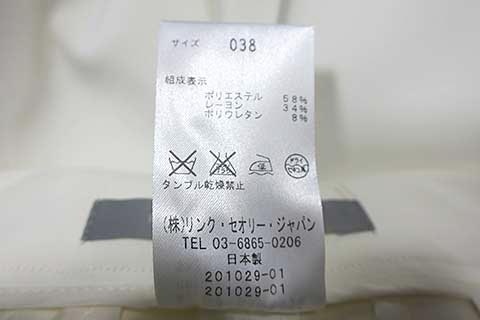 サイズ 038
組成表示
ポリエステル 58%
レーヨン 34%
ポリウレタン 8%
タンブル乾燥禁止
(株)リンク・セオリー・ジャパン
TEL 03-6865-0206
日本製
201029-01
201029-01